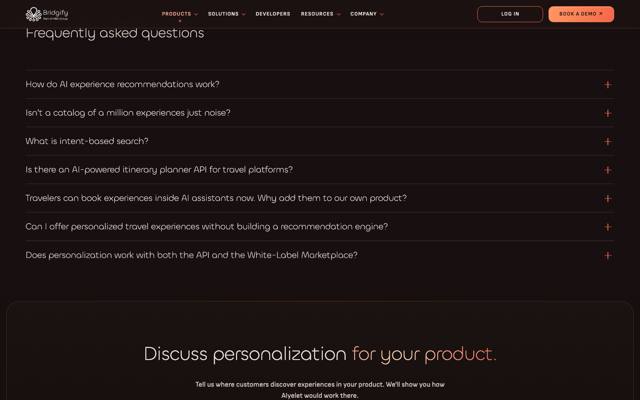 Bridgify
PRODUCTS
SOLUTIONS
DEVELOPERS
RESOURCES
COMPANY
LOG IN
BOOK A DEMO ↗
Frequently asked questions
How do AI experience recommendations work?
Isn't a catalog of a million experiences just noise?
What is intent-based search?
Is there an AI-powered itinerary planner API for travel platforms?
Travelers can book experiences inside AI assistants now. Why add them to our own product?
Can I offer personalized travel experiences without building a recommendation engine?
Does personalization work with both the API and the White-Label Marketplace?
Discuss personalization for your product.
Tell us where customers discover experiences in your product. We'll show you how
Alyelet would work there.